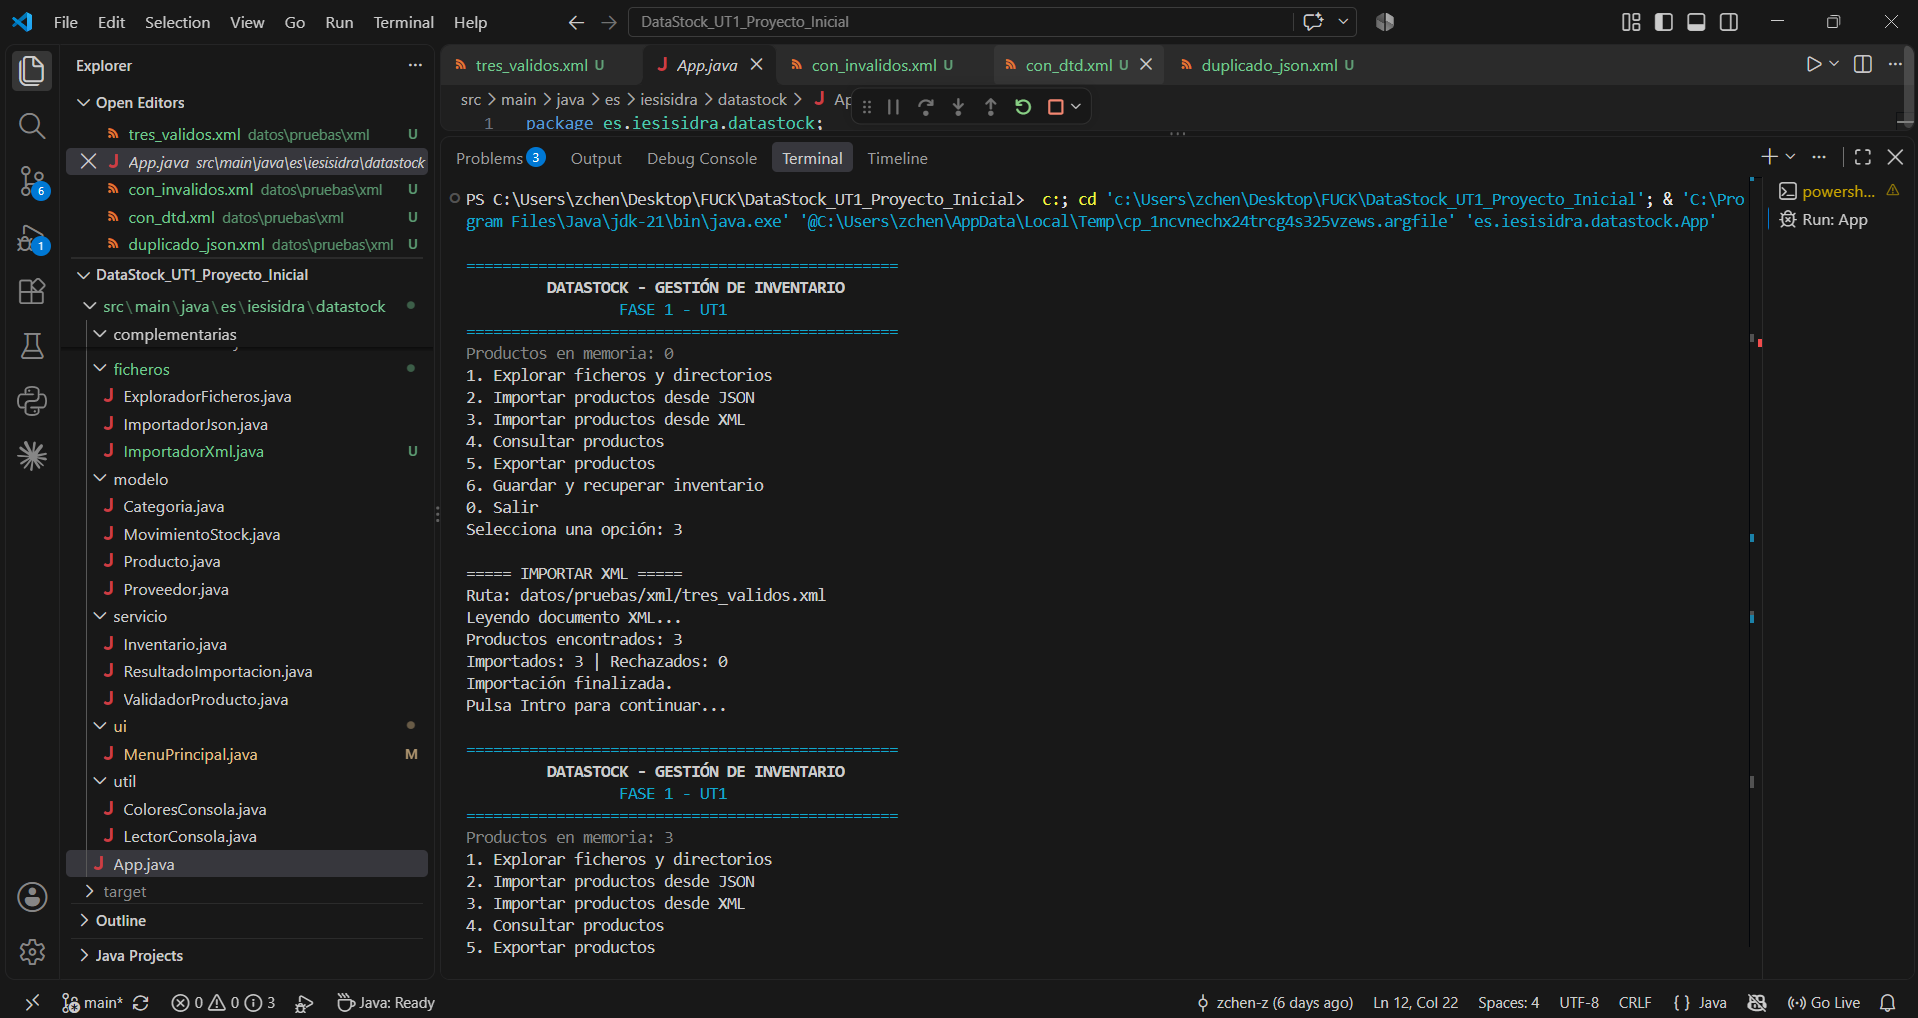 File Edit Selection View Go Run Terminal Help
DataStock_UT1_Proyecto_Inicial
Explorer
Open Editors
tres_validos.xml datos\pruebas\xml U
App.java src\main\java\es\iesisidra\datastock
con_invalidos.xml datos\pruebas\xml U
con_dtd.xml datos\pruebas\xml U
duplicado_json.xml datos\pruebas\xml U
DataStock_UT1_Proyecto_Inicial
src\main\java\es\iesisidra\datastock
complementarias
ficheros
ExploradorFicheros.java
ImportadorJson.java
ImportadorXml.java U
modelo
Categoria.java
MovimientoStock.java
Producto.java
Proveedor.java
servicio
Inventario.java
ResultadoImportacion.java
ValidadorProducto.java
ui
MenuPrincipal.java M
util
ColoresConsola.java
LectorConsola.java
App.java
target
Outline
Java Projects
6
1
tres_validos.xml U App.java con_invalidos.xml U con_dtd.xml U duplicado_json.xml U
src > main > java > es > iesisidra > datastock > Ap
1 package es.iesisidra.datastock;
Problems 3 Output Debug Console Terminal Timeline
PS C:\Users\zchen\Desktop\FUCK\DataStock_UT1_Proyecto_Inicial> c:; cd 'c:\Users\zchen\Desktop\FUCK\DataStock_UT1_Proyecto_Inicial'; & 'C:\Pro
gram Files\Java\jdk-21\bin\java.exe' '@C:\Users\zchen\AppData\Local\Temp\cp_1ncvnechx24trcg4s325vzews.argfile' 'es.iesisidra.datastock.App'
================================================
DATASTOCK - GESTIÓN DE INVENTARIO
FASE 1 - UT1
================================================
Productos en memoria: 0
1. Explorar ficheros y directorios
2. Importar productos desde JSON
3. Importar productos desde XML
4. Consultar productos
5. Exportar productos
6. Guardar y recuperar inventario
0. Salir
Selecciona una opción: 3
===== IMPORTAR XML =====
Ruta: datos/pruebas/xml/tres_validos.xml
Leyendo documento XML...
Productos encontrados: 3
Importados: 3 | Rechazados: 0
Importación finalizada.
Pulsa Intro para continuar...
================================================
DATASTOCK - GESTIÓN DE INVENTARIO
FASE 1 - UT1
================================================
Productos en memoria: 3
1. Explorar ficheros y directorios
2. Importar productos desde JSON
3. Importar productos desde XML
4. Consultar productos
5. Exportar productos
powersh...
Run: App
main* 0 0 3 Java: Ready zchen-z (6 days ago) Ln 12, Col 22 Spaces: 4 UTF-8 CRLF {} Java Go Live